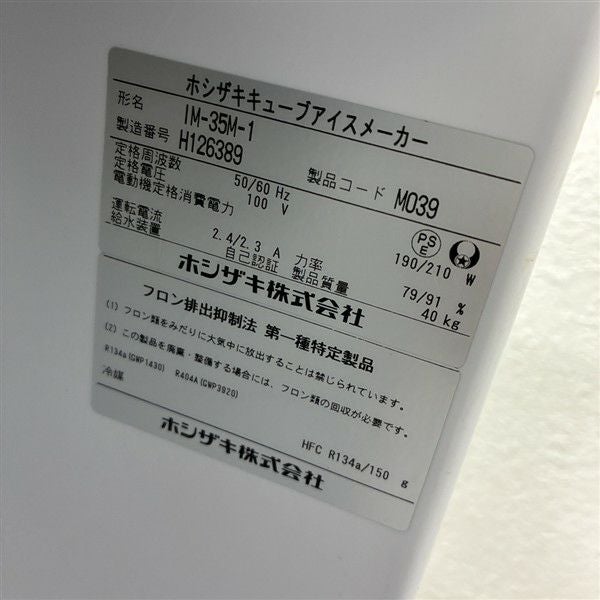 ホシザキキューブアイスメーカー
形名 IM-35M-1
製造番号 H126389 製品コード M039
定格周波数 50/60 Hz
定格電圧 100 V
電動機定格消費電力 190/210 W
PS E
運転電流 2.4/2.3 A 力率 79/91 %
給水装置 自己認証 製品質量 40 kg
ホシザキ株式会社
フロン排出抑制法 第一種特定製品
(1) フロン類をみだりに大気中に放出することは禁じられています。
(2) この製品を廃棄・整備する場合には、フロン類の回収が必要です。
R134a(GWP1430) R404A(GWP3920)
冷媒 HFC R134a/150 g
ホシザキ株式会社